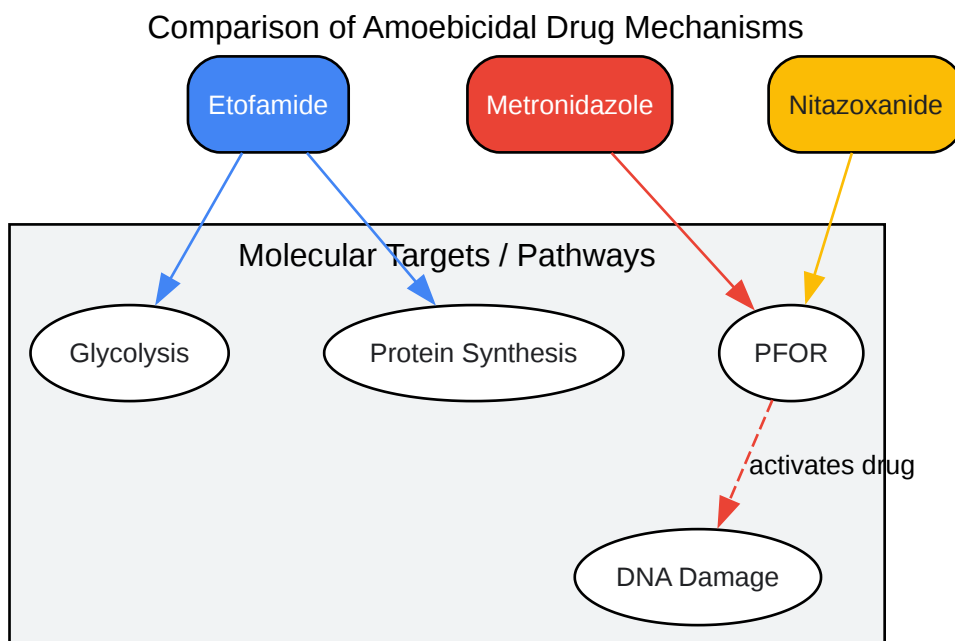 Comparison of Amoebicidal Drug Mechanisms
Etofamide
Metronidazole
Nitazoxanide
Molecular Targets / Pathways
Glycolysis
Protein Synthesis
PFOR
activates drug
DNA Damage